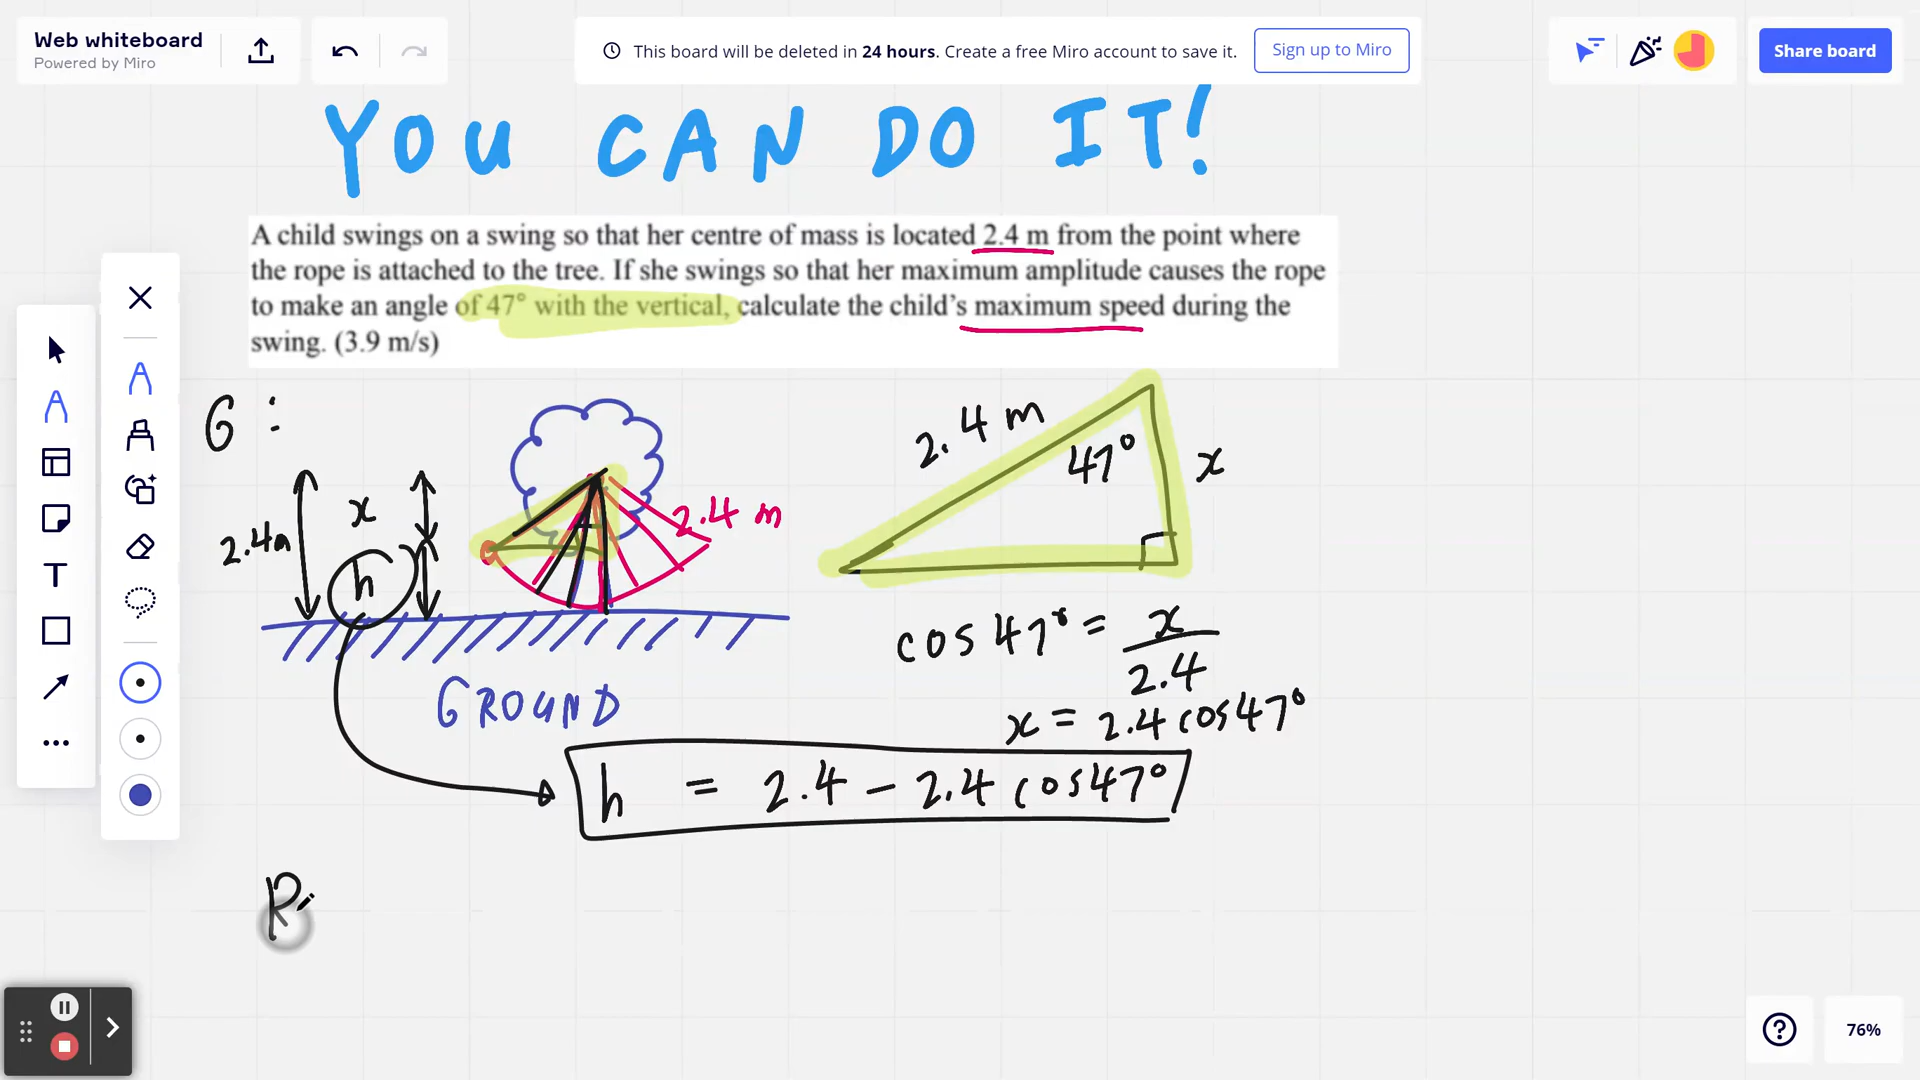 Web whiteboard
Powered by Miro
This board will be deleted in 24 hours. Create a free Miro account to save it.
Sign up to Miro
Share board
YOU CAN DO IT!
A child swings on a swing so that her centre of mass is located 2.4 m from the point where
the rope is attached to the tree. If she swings so that her maximum amplitude causes the rope
to make an angle of 47° with the vertical, calculate the child's maximum speed during the
swing. (3.9 m/s)
G :
2.4m
x
h
2.4 m
GROUND
2.4 m
47°
x
cos 47° = x / 2.4
x = 2.4 cos47°
h = 2.4 - 2.4 cos47°
R:
T
76%